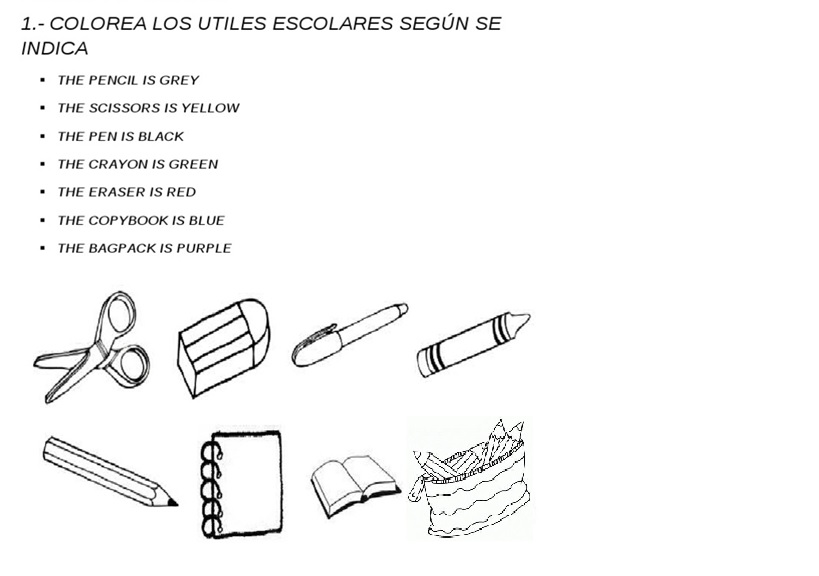 1.- COLOREA LOS UTILES ESCOLARES SEGÚN SE
INDICA
▪ THE PENCIL IS GREY
▪ THE SCISSORS IS YELLOW
▪ THE PEN IS BLACK
▪ THE CRAYON IS GREEN
▪ THE ERASER IS RED
▪ THE COPYBOOK IS BLUE
▪ THE BAGPACK IS PURPLE